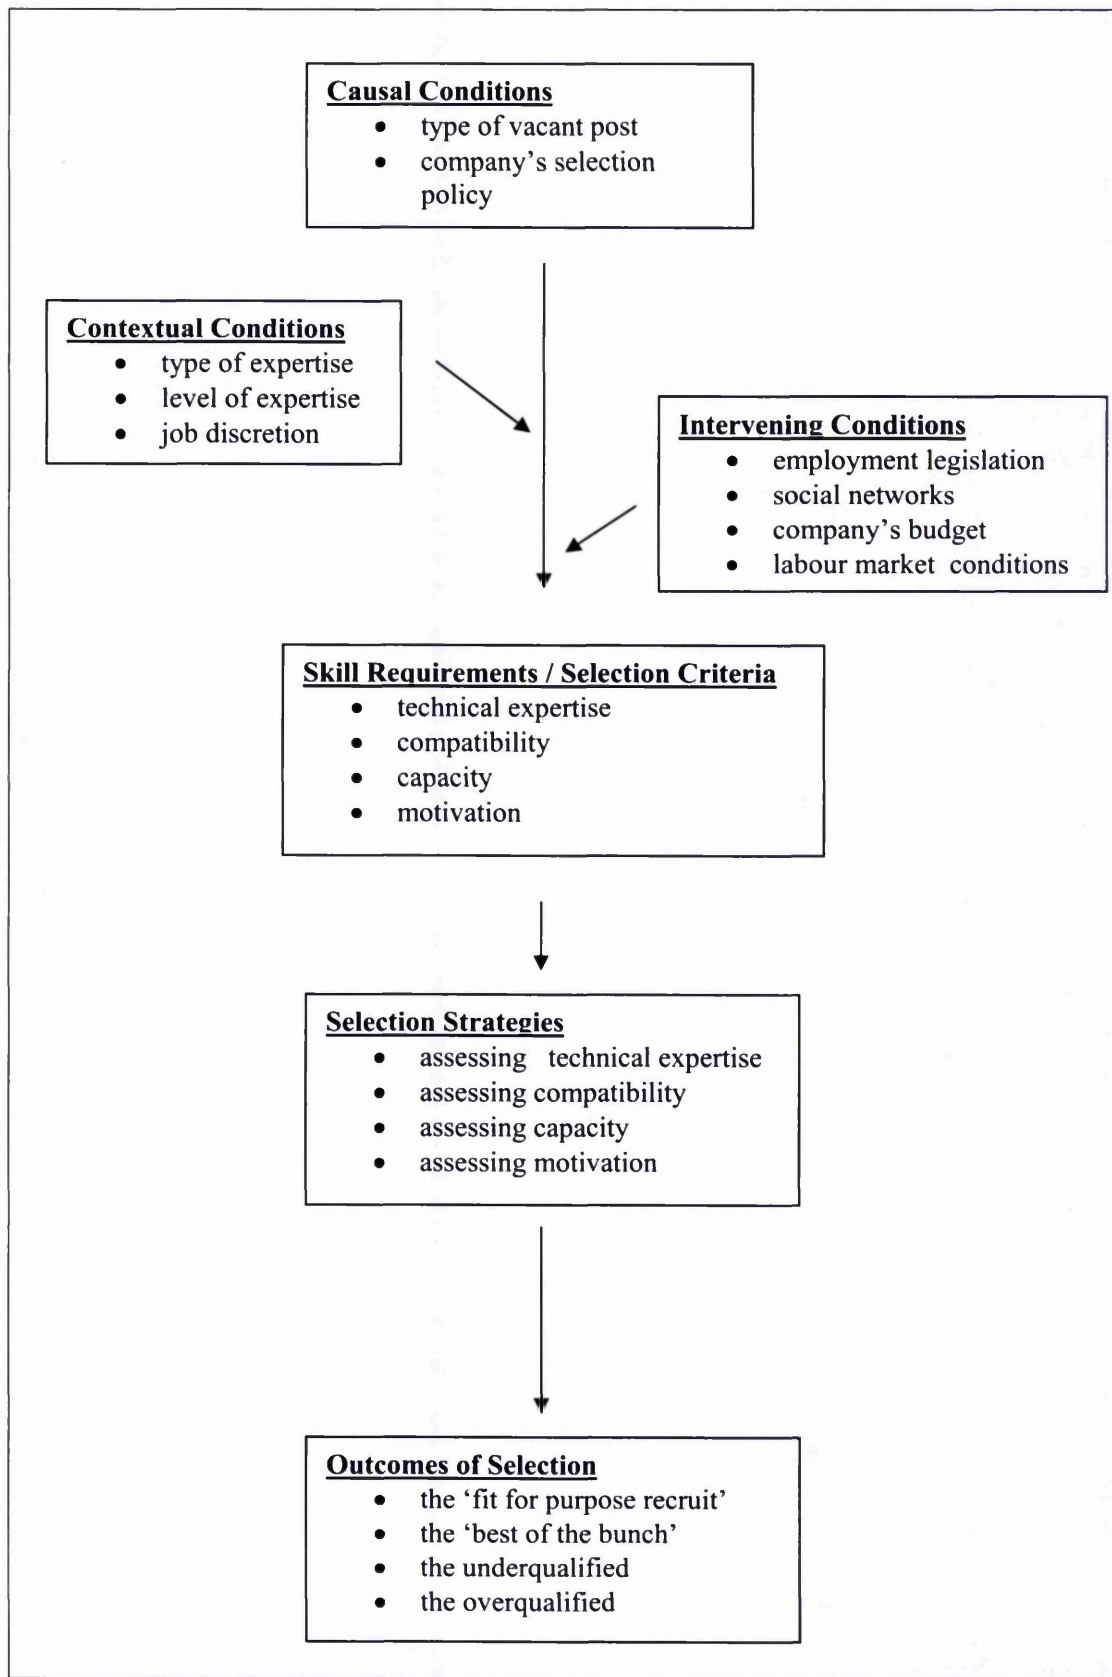 Causal Conditions
• type of vacant post
• company’s selection
policy
Contextual Conditions
• type of expertise
• level of expertise
• job discretion
Intervening Conditions
• employment legislation
• social networks
• company’s budget
• labour market conditions
Skill Requirements / Selection Criteria
• technical expertise
• compatibility
• capacity
• motivation
Selection Strategies
• assessing technical expertise
• assessing compatibility
• assessing capacity
• assessing motivation
Outcomes of Selection
• the ‘fit for purpose recruit’
• the ‘best of the bunch’
• the underqualified
• the overqualified